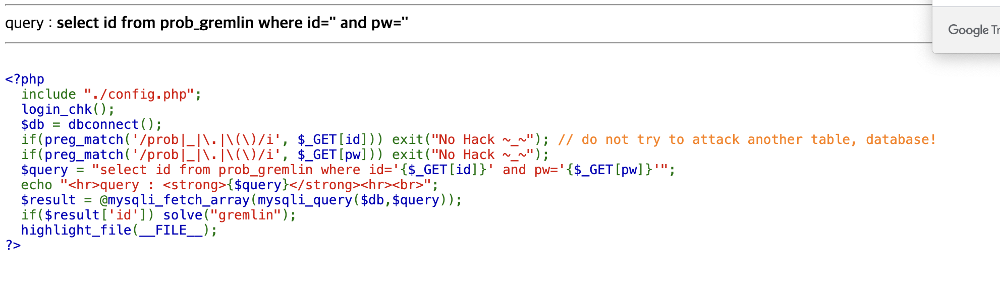 query : select id from prob_gremlin where id='' and pw=''
Google Tr
<?php
  include "./config.php";
  login_chk();
  $db = dbconnect();
  if(preg_match('/prob|_|\.|\(\)/i', $_GET[id])) exit("No Hack ~_~"); // do not try to attack another table, database!
  if(preg_match('/prob|_|\.|\(\)/i', $_GET[pw])) exit("No Hack ~_~");
  $query = "select id from prob_gremlin where id='{$_GET[id]}' and pw='{$_GET[pw]}'";
  echo "<hr>query : <strong>{$query}</strong><hr><br>";
  $result = @mysqli_fetch_array(mysqli_query($db,$query));
  if($result['id']) solve("gremlin");
  highlight_file(__FILE__);
?>